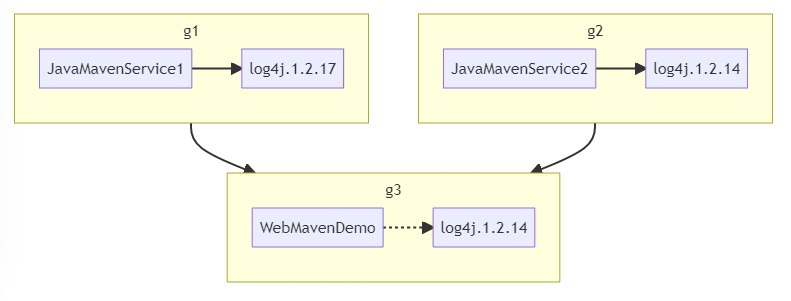 g1
JavaMavenService1
log4j.1.2.17
g2
JavaMavenService2
log4j.1.2.14
g3
WebMavenDemo
log4j.1.2.14